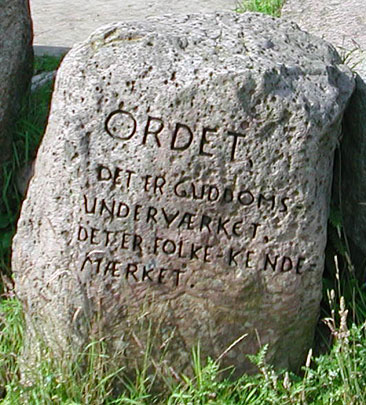 ORDET,
DET ER GUDDOMS-
UNDERVÆRKET,
DET ER FOLKE-KENDE-
MÆRKET.